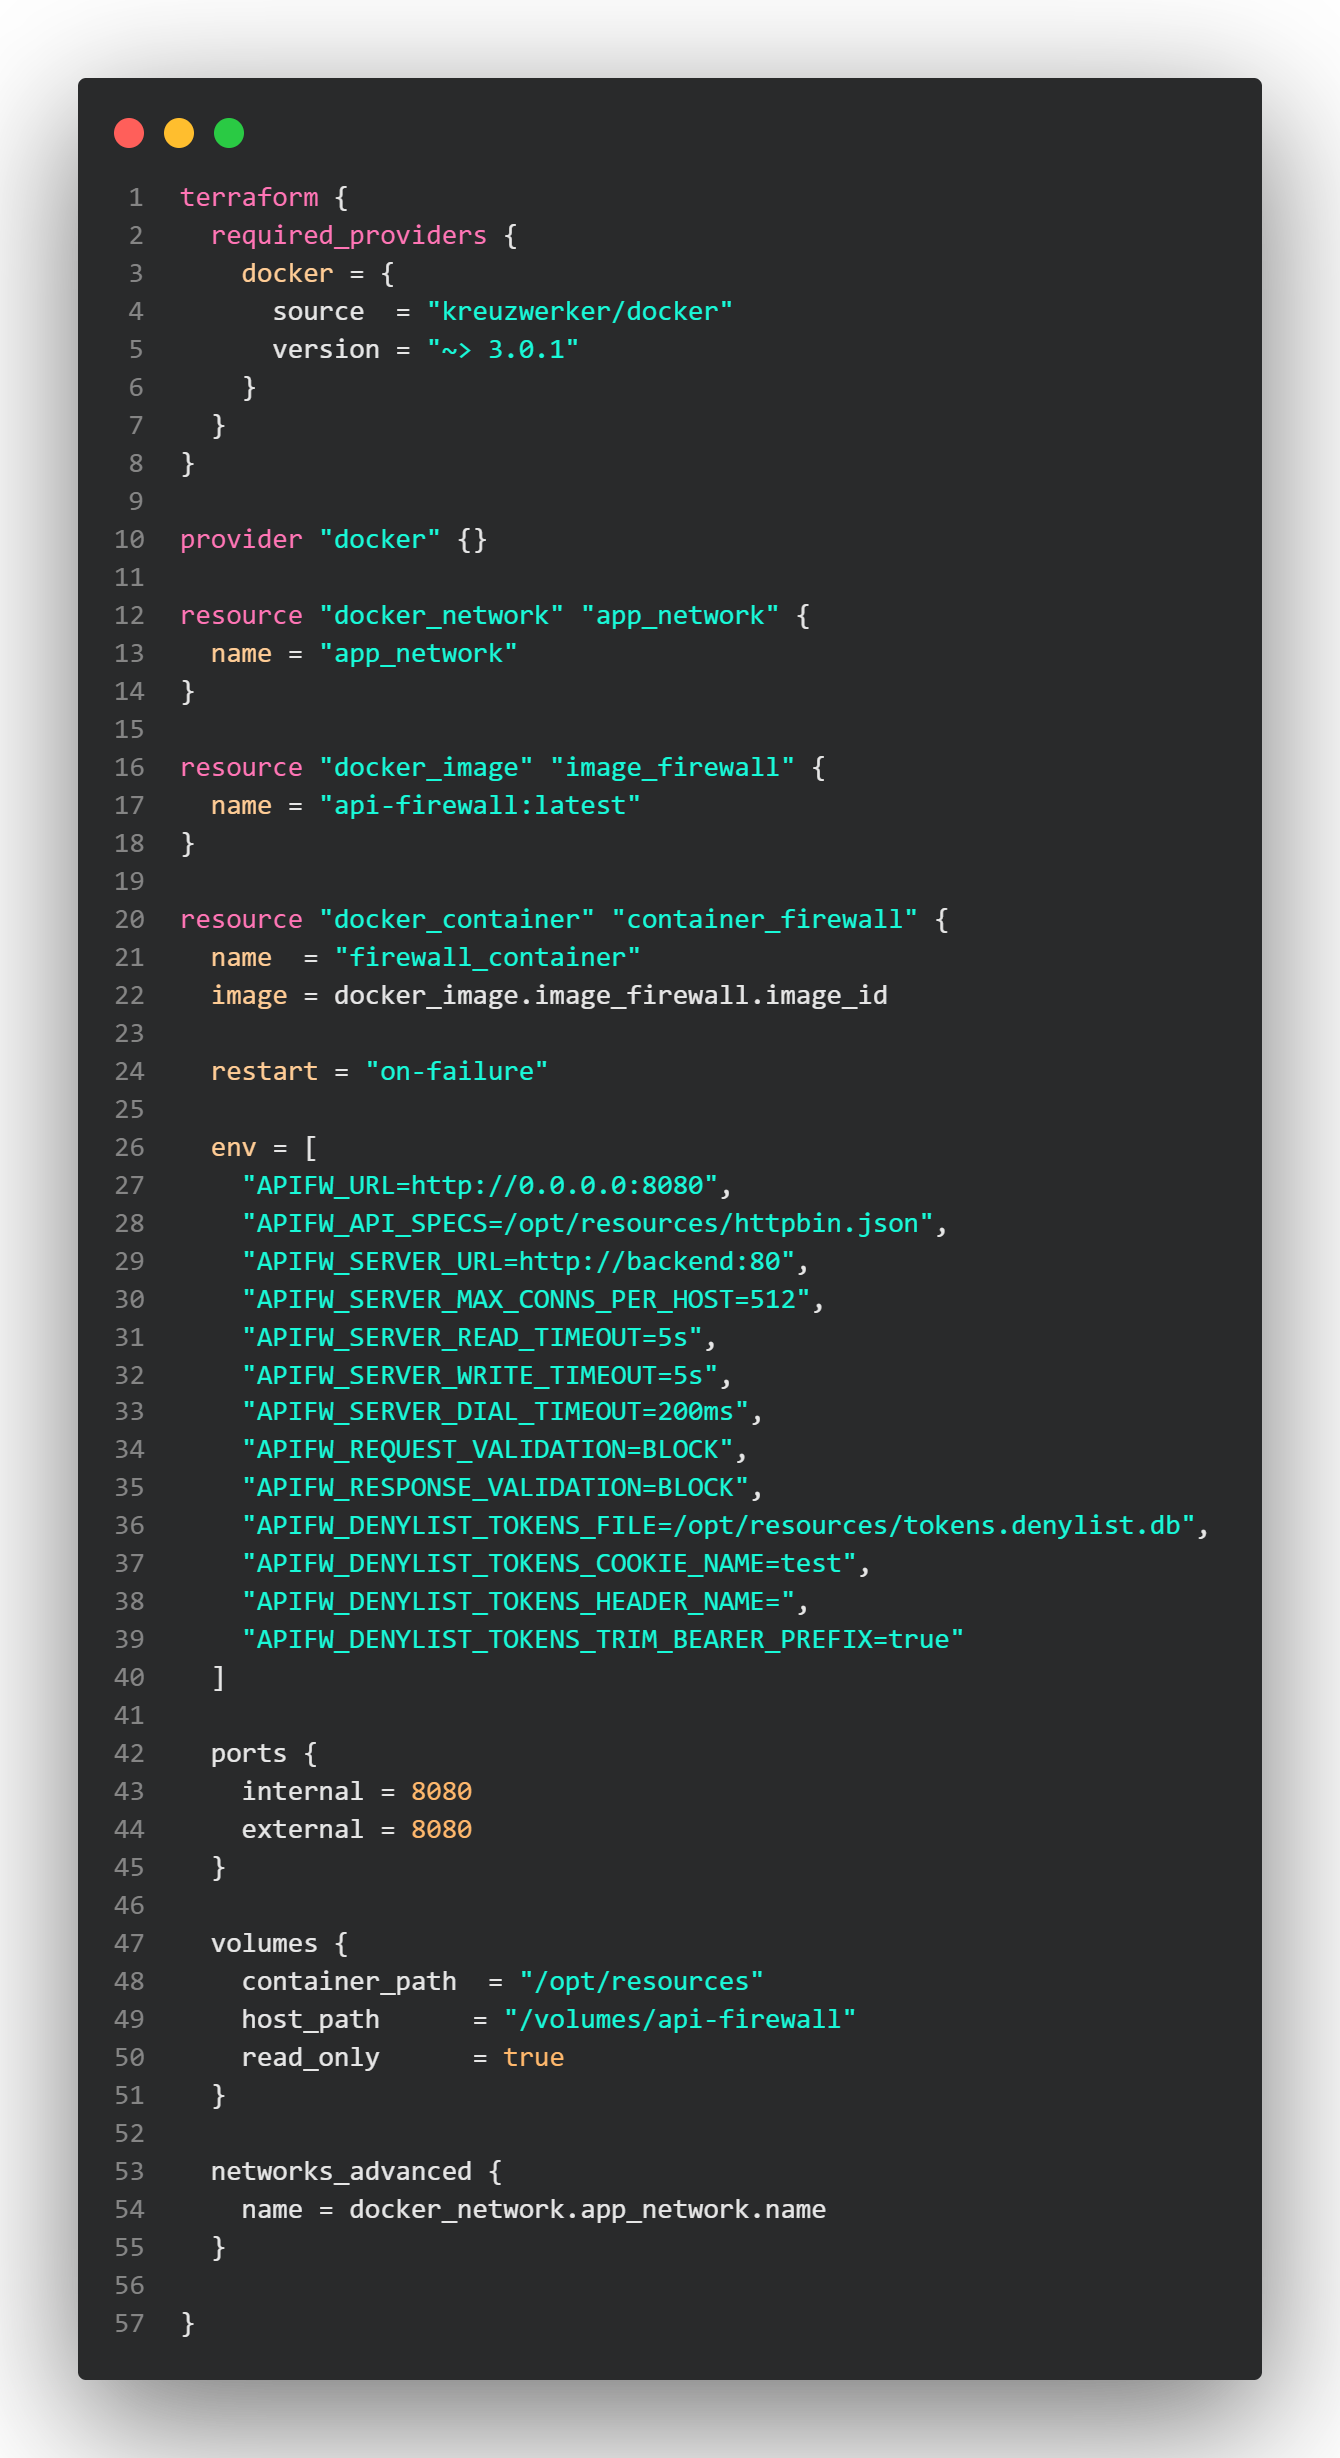 1 terraform {
2   required_providers {
3     docker = {
4       source  = "kreuzwerker/docker"
5       version = "~> 3.0.1"
6     }
7   }
8 }
9
10 provider "docker" {}
11
12 resource "docker_network" "app_network" {
13   name = "app_network"
14 }
15
16 resource "docker_image" "image_firewall" {
17   name = "api-firewall:latest"
18 }
19
20 resource "docker_container" "container_firewall" {
21   name  = "firewall_container"
22   image = docker_image.image_firewall.image_id
23
24   restart = "on-failure"
25
26   env = [
27     "APIFW_URL=http://0.0.0.0:8080",
28     "APIFW_API_SPECS=/opt/resources/httpbin.json",
29     "APIFW_SERVER_URL=http://backend:80",
30     "APIFW_SERVER_MAX_CONNS_PER_HOST=512",
31     "APIFW_SERVER_READ_TIMEOUT=5s",
32     "APIFW_SERVER_WRITE_TIMEOUT=5s",
33     "APIFW_SERVER_DIAL_TIMEOUT=200ms",
34     "APIFW_REQUEST_VALIDATION=BLOCK",
35     "APIFW_RESPONSE_VALIDATION=BLOCK",
36     "APIFW_DENYLIST_TOKENS_FILE=/opt/resources/tokens.denylist.db",
37     "APIFW_DENYLIST_TOKENS_COOKIE_NAME=test",
38     "APIFW_DENYLIST_TOKENS_HEADER_NAME=",
39     "APIFW_DENYLIST_TOKENS_TRIM_BEARER_PREFIX=true"
40   ]
41
42   ports {
43     internal = 8080
44     external = 8080
45   }
46
47   volumes {
48     container_path  = "/opt/resources"
49     host_path      = "/volumes/api-firewall"
50     read_only      = true
51   }
52
53   networks_advanced {
54     name = docker_network.app_network.name
55   }
56
57 }